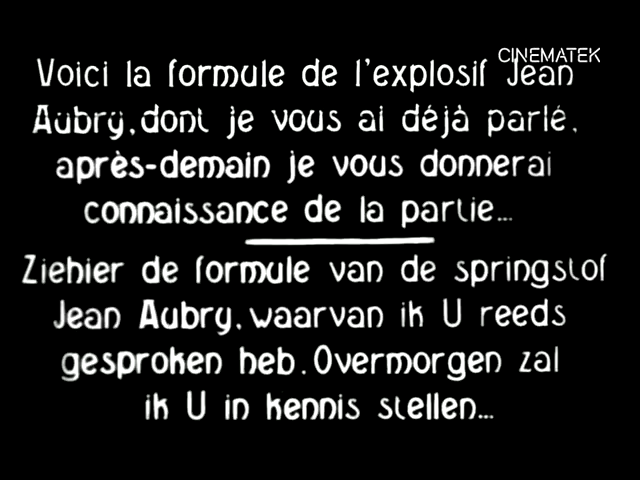 CINEMATEK
Voici la formule de l'explosif Jean
Aubry, dont je vous ai déjà parlé,
après-demain je vous donnerai
connaissance de la partie...
Ziehier de formule van de springstof
Jean Aubry, waarvan ik U reeds
gesproken heb. Overmorgen zal
ik U in kennis stellen...